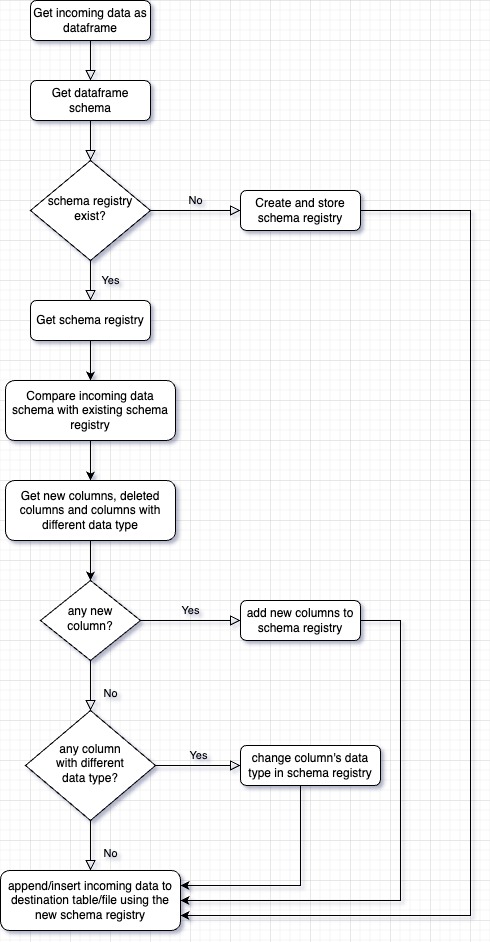 Get incoming data as
dataframe
Get dataframe
schema
schema registry
exist?
No
Create and store
schema registry
Yes
Get schema registry
Compare incoming data
schema with existing schema
registry
Get new columns, deleted
columns and columns with
different data type
any new
column?
Yes
add new columns to
schema registry
No
any column
with different
data type?
Yes
change column's data
type in schema registry
No
append/insert incoming data to
destination table/file using the
new schema registry